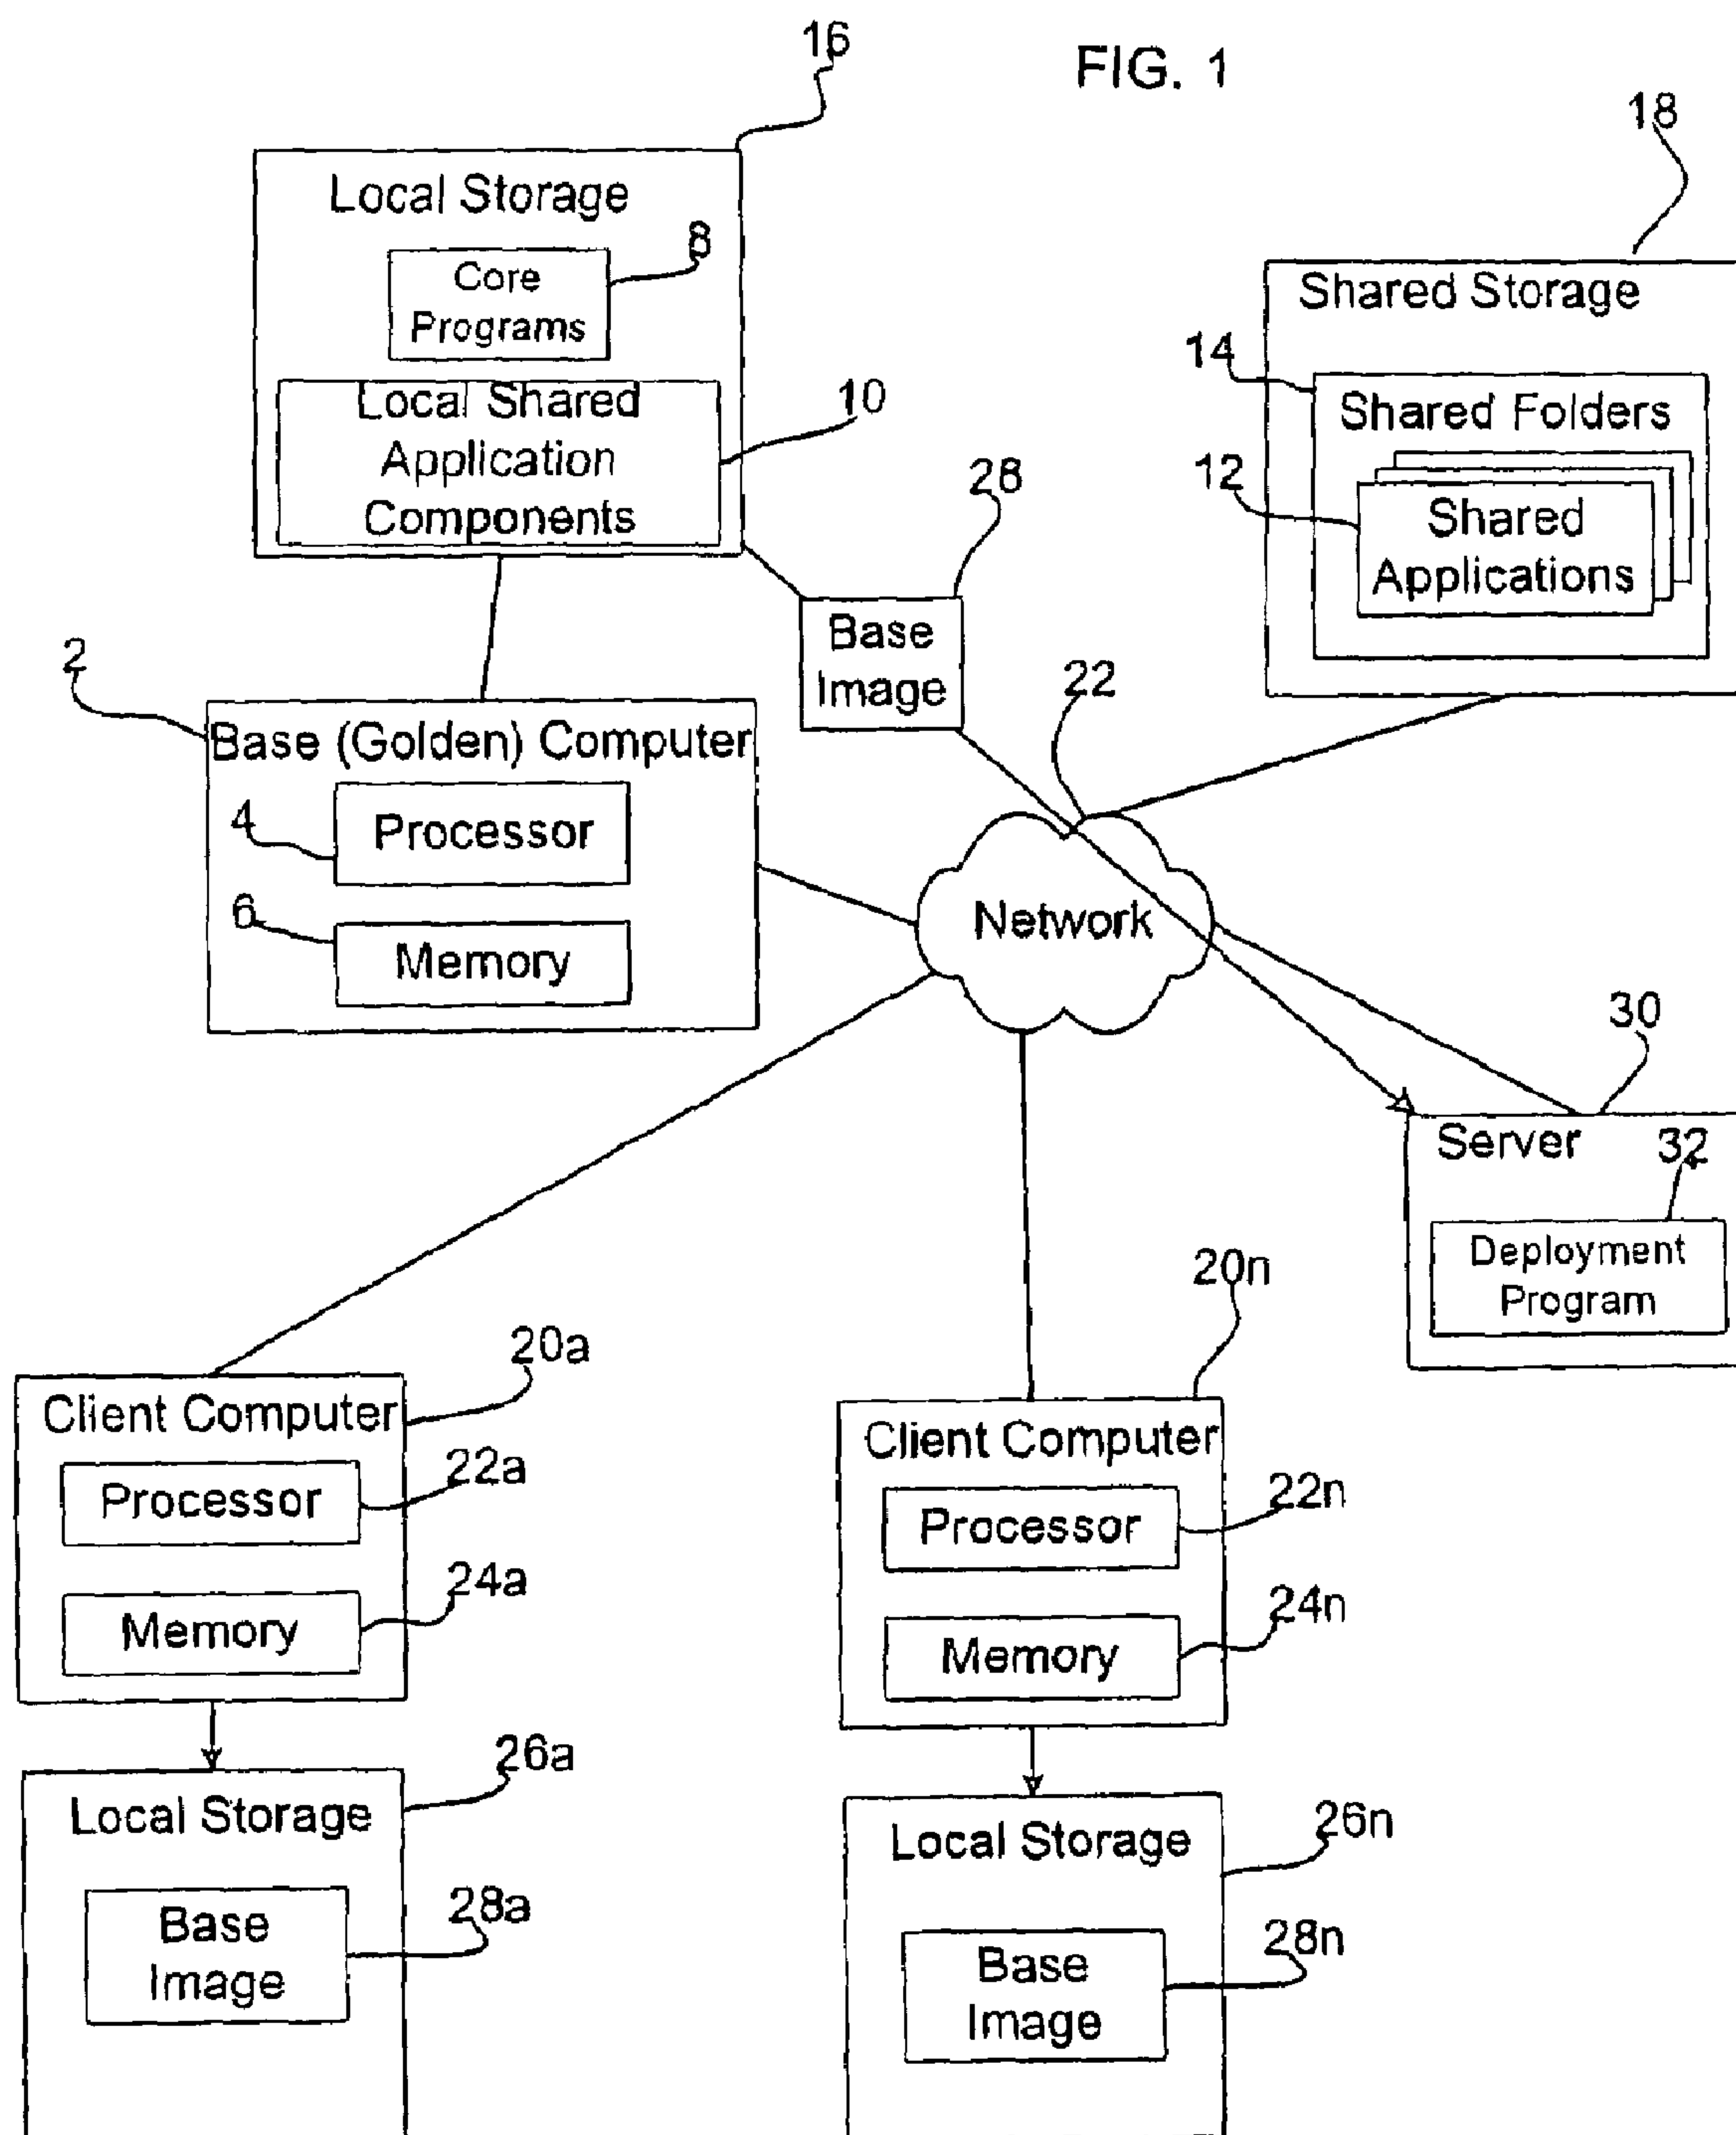 16
FIG. 1
18
Local Storage
8
Core
Programs
Shared Storage
14
Local Shared
Application
Components
10
Shared Folders
12
28
Shared
Applications
Base
Image
2
22
Base (Golden) Computer
4
Processor
6
Memory
Network
30
Server
32
Deployment
Program
20n
20a
Client Computer
Client Computer
22a
Processor
22n
Processor
24a
Memory
24n
Memory
26a
Local Storage
26n
Local Storage
28a
Base
Image
28n
Base
Image